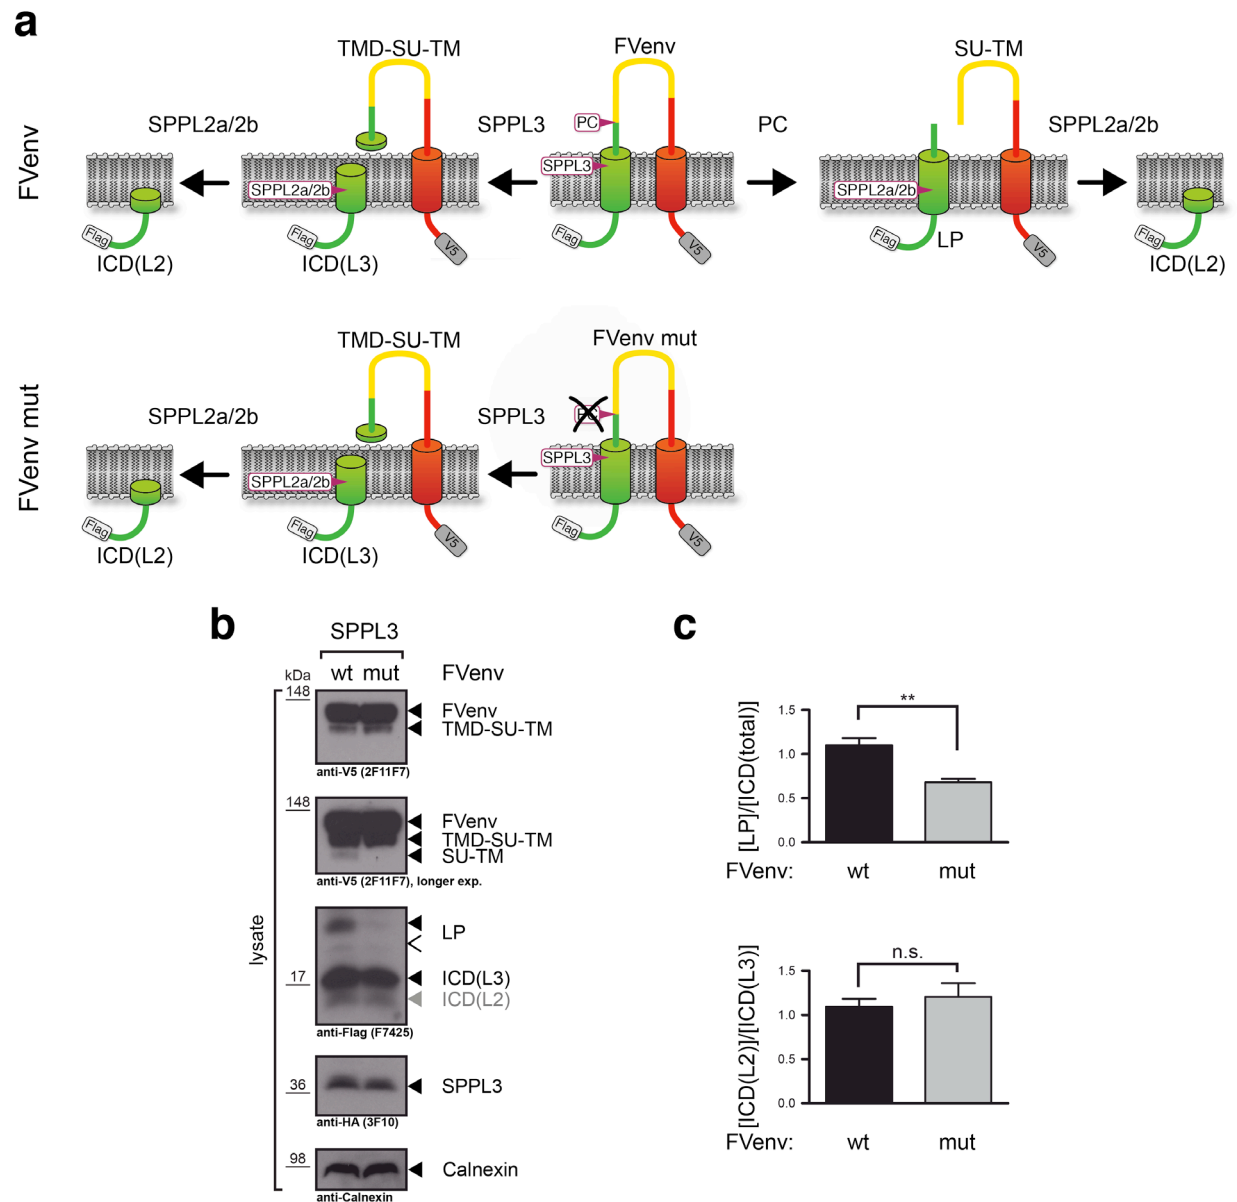 a
TMD-SU-TM
FVenv
SU-TM
FVenv
SPPL2a/2b
SPPL3
PC
PC
SPPL2a/2b
SPPL3
SPPL2a/2b
SPPL2a/2b
Flag
Flag
V5
Flag
V5
Flag
LP
V5
Flag
ICD(L2)
ICD(L3)
ICD(L2)
TMD-SU-TM
FVenv mut
FVenv mut
SPPL2a/2b
SPPL3
PC
SPPL3
SPPL2a/2b
Flag
Flag
V5
Flag
V5
ICD(L2)
ICD(L3)
b
SPPL3
kDa
wt mut
FVenv
148
FVenv
TMD-SU-TM
anti-V5 (2F11F7)
148
FVenv
TMD-SU-TM
SU-TM
anti-V5 (2F11F7), longer exp.
lysate
LP
17
ICD(L3)
ICD(L2)
anti-Flag (F7425)
36
SPPL3
anti-HA (3F10)
98
Calnexin
anti-Calnexin
c
[LP]/[ICD(total)]
1.5
1.0
0.5
0.0
**
FVenv:
wt
mut
[ICD(L2)]/[ICD(L3)]
1.5
1.0
0.5
0.0
n.s.
FVenv:
wt
mut